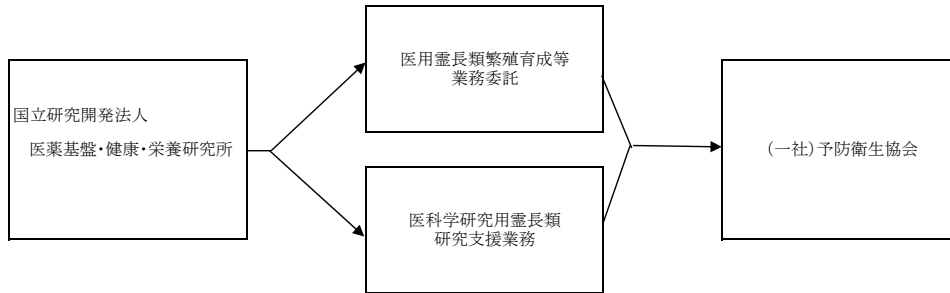 国立研究開発法人
医薬基盤・健康・栄養研究所
医用霊長類繁殖育成等
業務委託
医科学研究用霊長類
研究支援業務
(一社)予防衛生協会